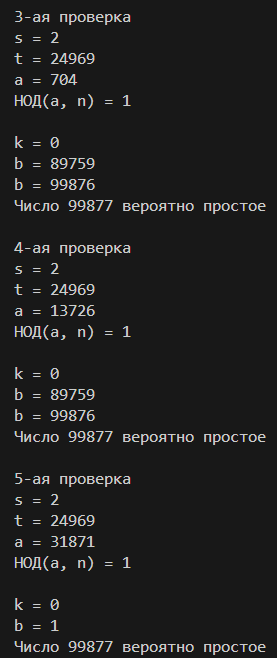 3-ая проверка
s = 2
t = 24969
a = 704
НОД(a, n) = 1

k = 0
b = 89759
b = 99876
Число 99877 вероятно простое

4-ая проверка
s = 2
t = 24969
a = 13726
НОД(a, n) = 1

k = 0
b = 89759
b = 99876
Число 99877 вероятно простое

5-ая проверка
s = 2
t = 24969
a = 31871
НОД(a, n) = 1

k = 0
b = 1
Число 99877 вероятно простое